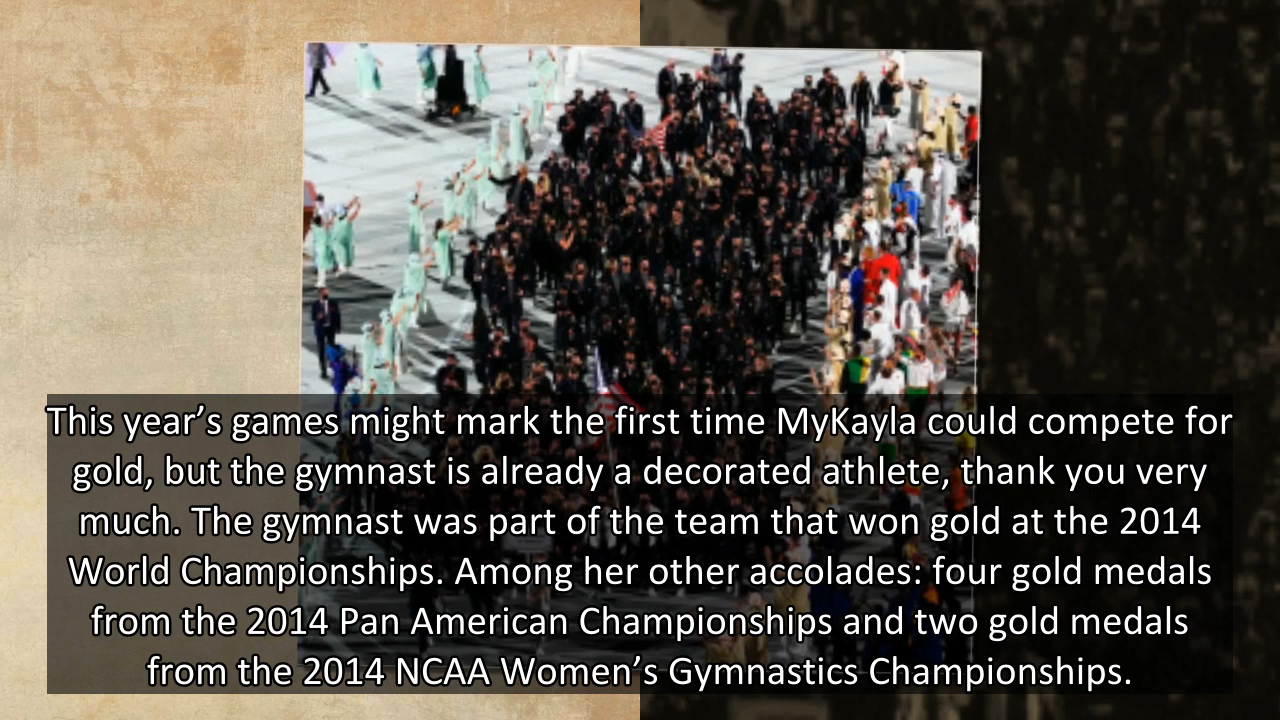 This year’s games might mark the first time MyKayla could compete for
gold, but the gymnast is already a decorated athlete, thank you very
much. The gymnast was part of the team that won gold at the 2014
World Championships. Among her other accolades: four gold medals
from the 2014 Pan American Championships and two gold medals
from the 2014 NCAA Women’s Gymnastics Championships.